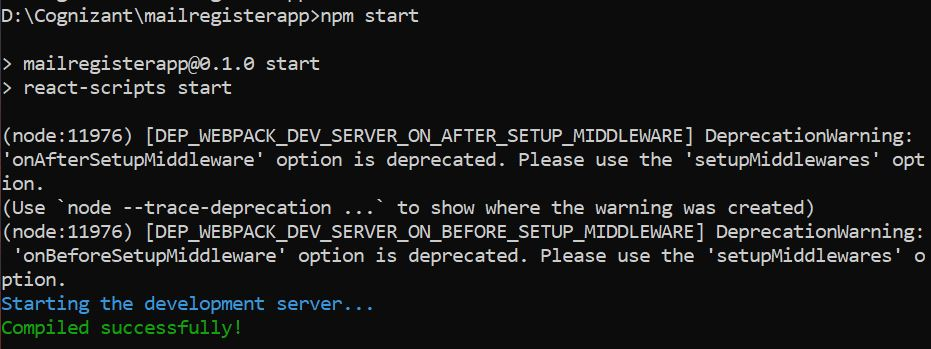 D:\Cognizant\mailregisterapp>npm start
> mailregisterapp@0.1.0 start
> react-scripts start
(node:11976) [DEP_WEBPACK_DEV_SERVER_ON_AFTER_SETUP_MIDDLEWARE] DeprecationWarning:
'onAfterSetupMiddleware' option is deprecated. Please use the 'setupMiddlewares' opt
ion.
(Use `node --trace-deprecation ...` to show where the warning was created)
(node:11976) [DEP_WEBPACK_DEV_SERVER_ON_BEFORE_SETUP_MIDDLEWARE] DeprecationWarning:
 'onBeforeSetupMiddleware' option is deprecated. Please use the 'setupMiddlewares' o
ption.
Starting the development server...
Compiled successfully!